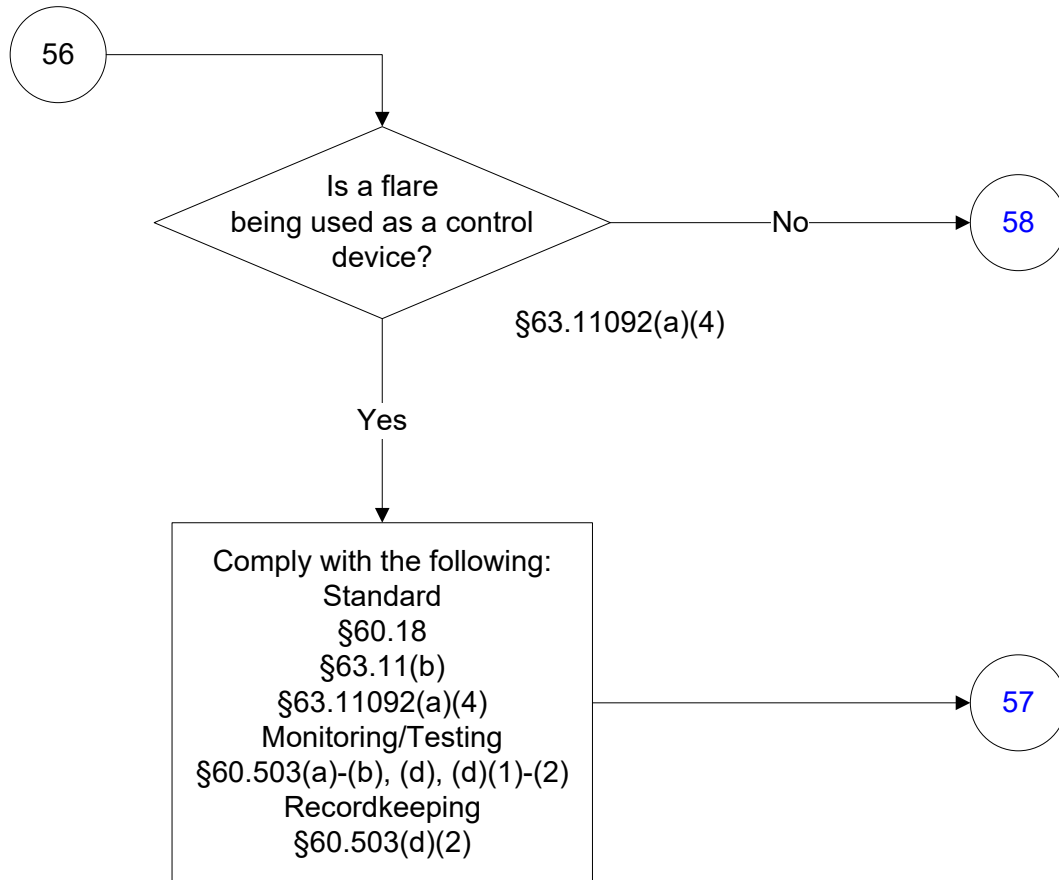 56
Is a flare
being used as a control
device?
No
58
§63.11092(a)(4)
Yes
Comply with the following:
Standard
§60.18
§63.11(b)
§63.11092(a)(4)
Monitoring/Testing
§60.503(a)-(b), (d), (d)(1)-(2)
Recordkeeping
§60.503(d)(2)
57